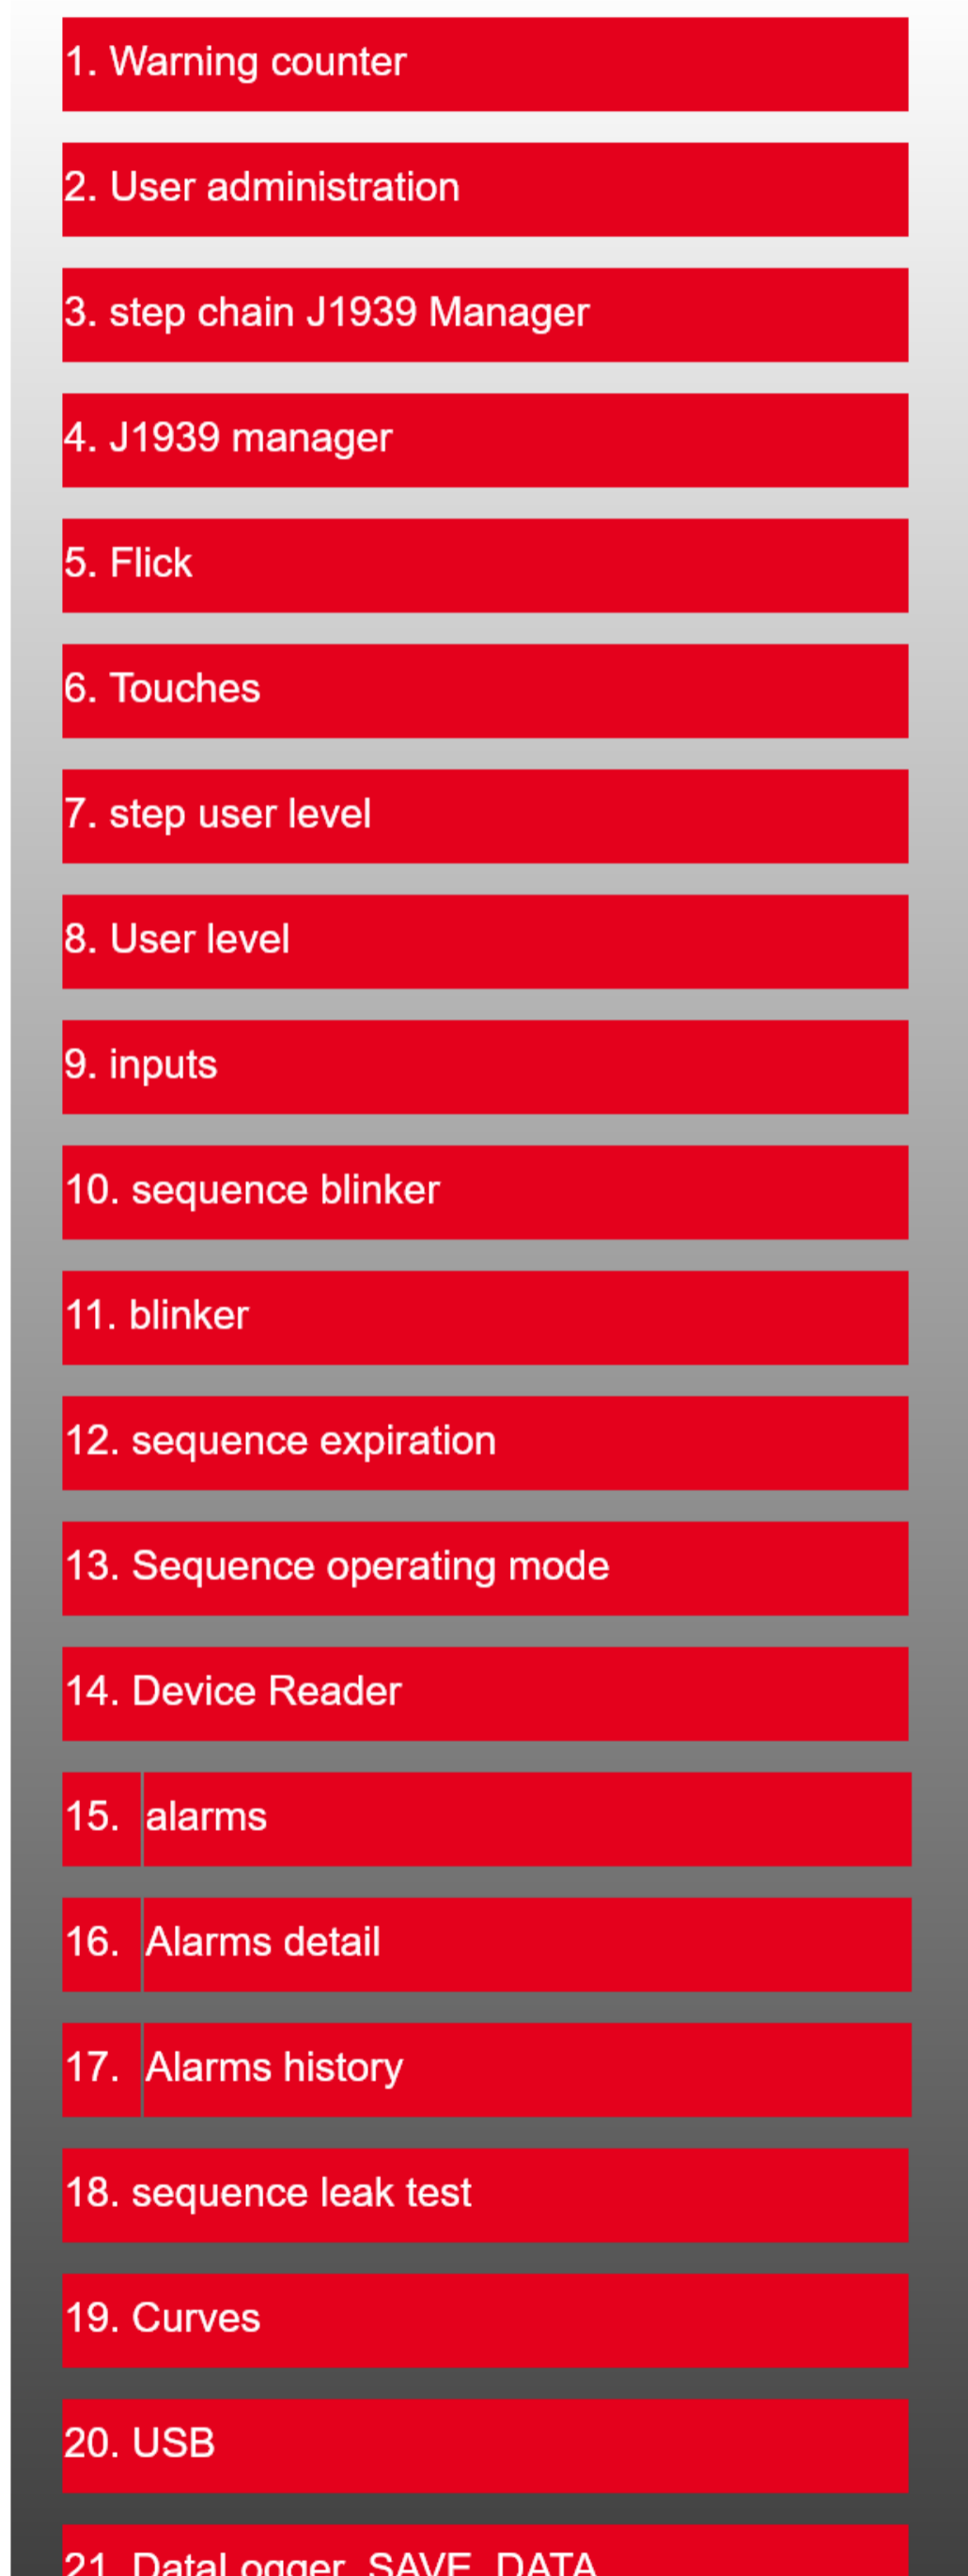 1. Warning counter
2. User administration
3. step chain J1939 Manager
4. J1939 manager
5. Flick
6. Touches
7. step user level
8. User level
9. inputs
10. sequence blinker
11. blinker
12. sequence expiration
13. Sequence operating mode
14. Device Reader
15. alarms
16. Alarms detail
17. Alarms history
18. sequence leak test
19. Curves
20. USB
21. DataLogger_SAVE_DATA